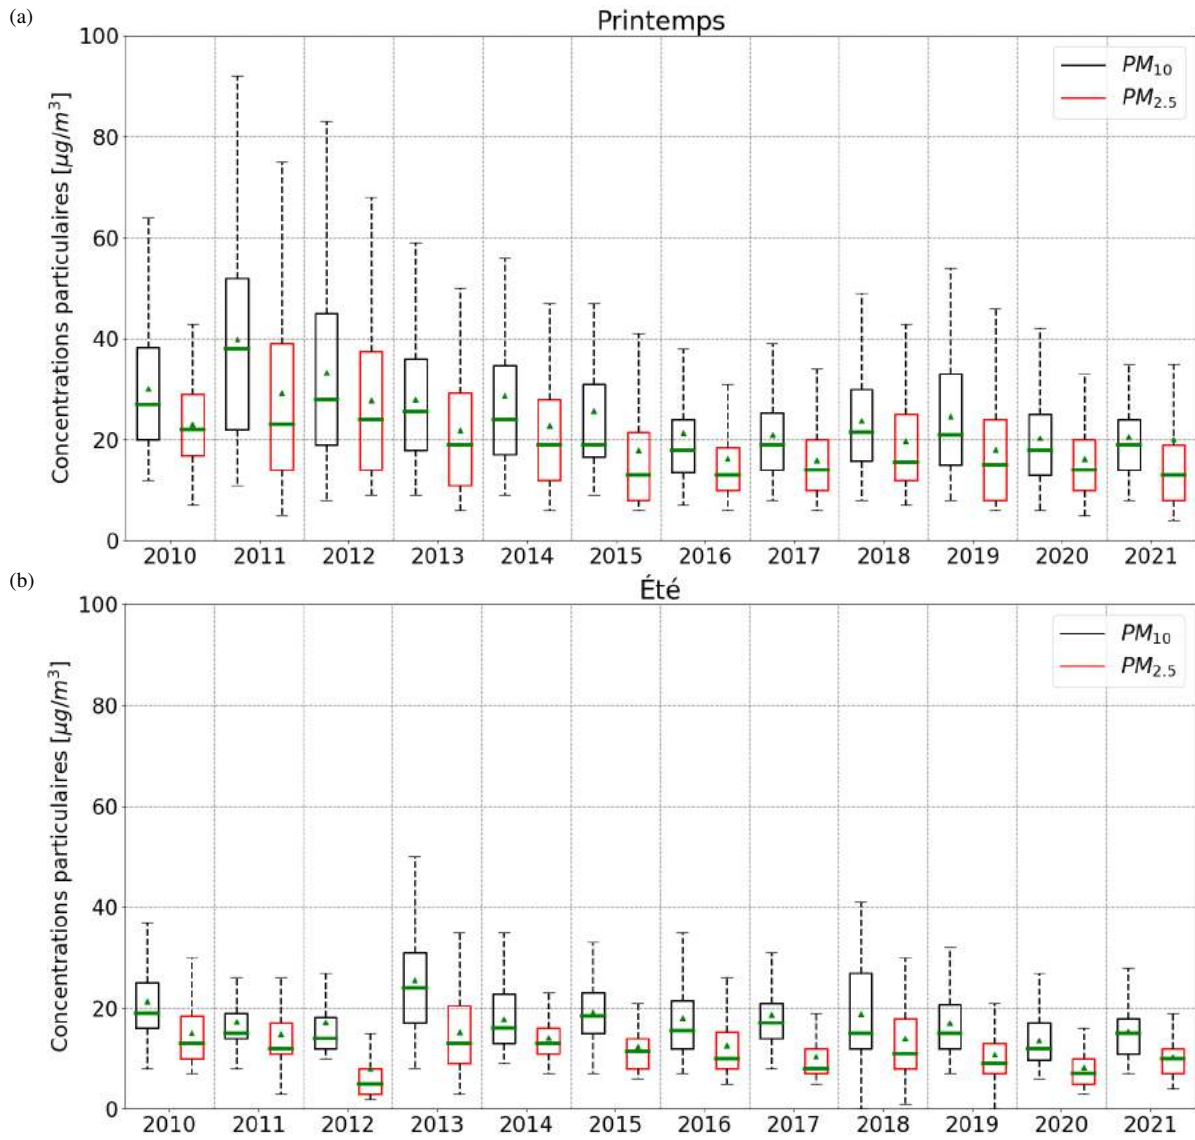 (a)
Printemps
Concentrations particulaires [μg/m³]
100
80
60
40
20
0
PM₁₀
PM₂.₅
2010 2011 2012 2013 2014 2015 2016 2017 2018 2019 2020 2021
(b)
Été
Concentrations particulaires [μg/m³]
100
80
60
40
20
0
PM₁₀
PM₂.₅
2010 2011 2012 2013 2014 2015 2016 2017 2018 2019 2020 2021